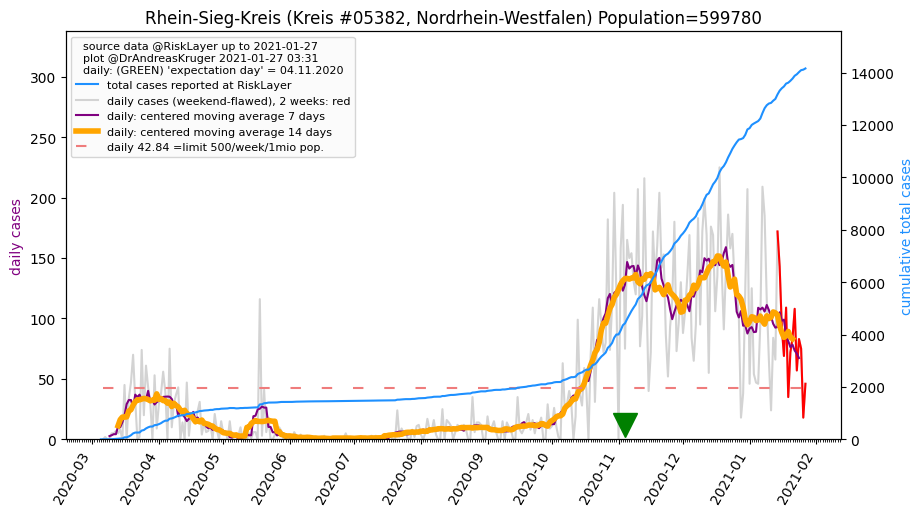 Rhein-Sieg-Kreis (Kreis #05382, Nordrhein-Westfalen) Population=599780
source data @RiskLayer up to 2021-01-27
plot @DrAndreasKruger 2021-01-27 03:31
daily: (GREEN) 'expectation day' = 04.11.2020
total cases reported at RiskLayer
daily cases (weekend-flawed), 2 weeks: red
daily: centered moving average 7 days
daily: centered moving average 14 days
daily 42.84 =limit 500/week/1mio pop.
daily cases
300
250
200
150
100
50
0
14000
12000
10000
8000
6000
4000
2000
0
cumulative total cases
2020-03
2020-04
2020-05
2020-06
2020-07
2020-08
2020-09
2020-10
2020-11
2020-12
2021-01
2021-02